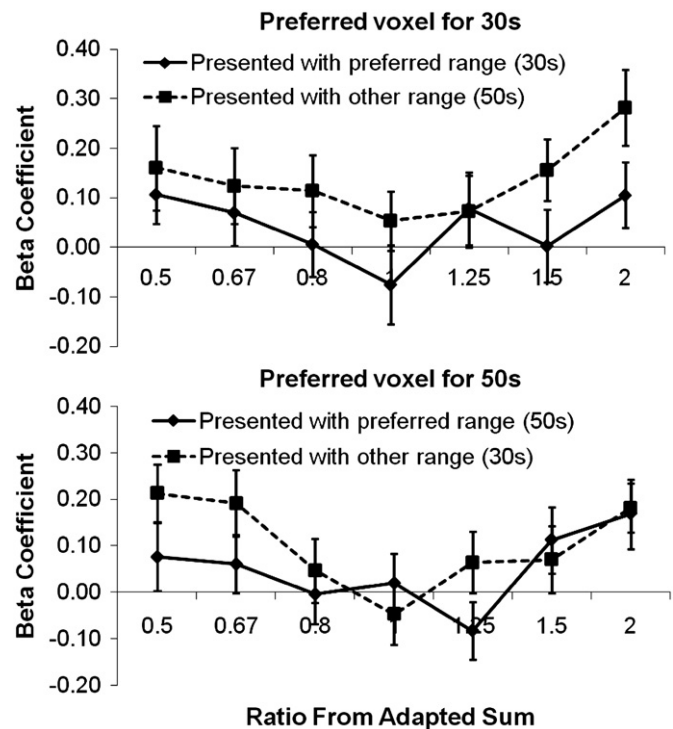 Preferred voxel for 30s
0.40
Presented with preferred range (30s)
0.30
Presented with other range (50s)
0.20
0.10
0.00
-0.10
-0.20
0.5 0.67 0.8 1.25 1.5 2
Beta Coefficient
Preferred voxel for 50s
0.40
Presented with preferred range (50s)
0.30
Presented with other range (30s)
0.20
0.10
0.00
-0.10
-0.20
0.5 0.67 0.8 1.25 1.5 2
Beta Coefficient
Ratio From Adapted Sum